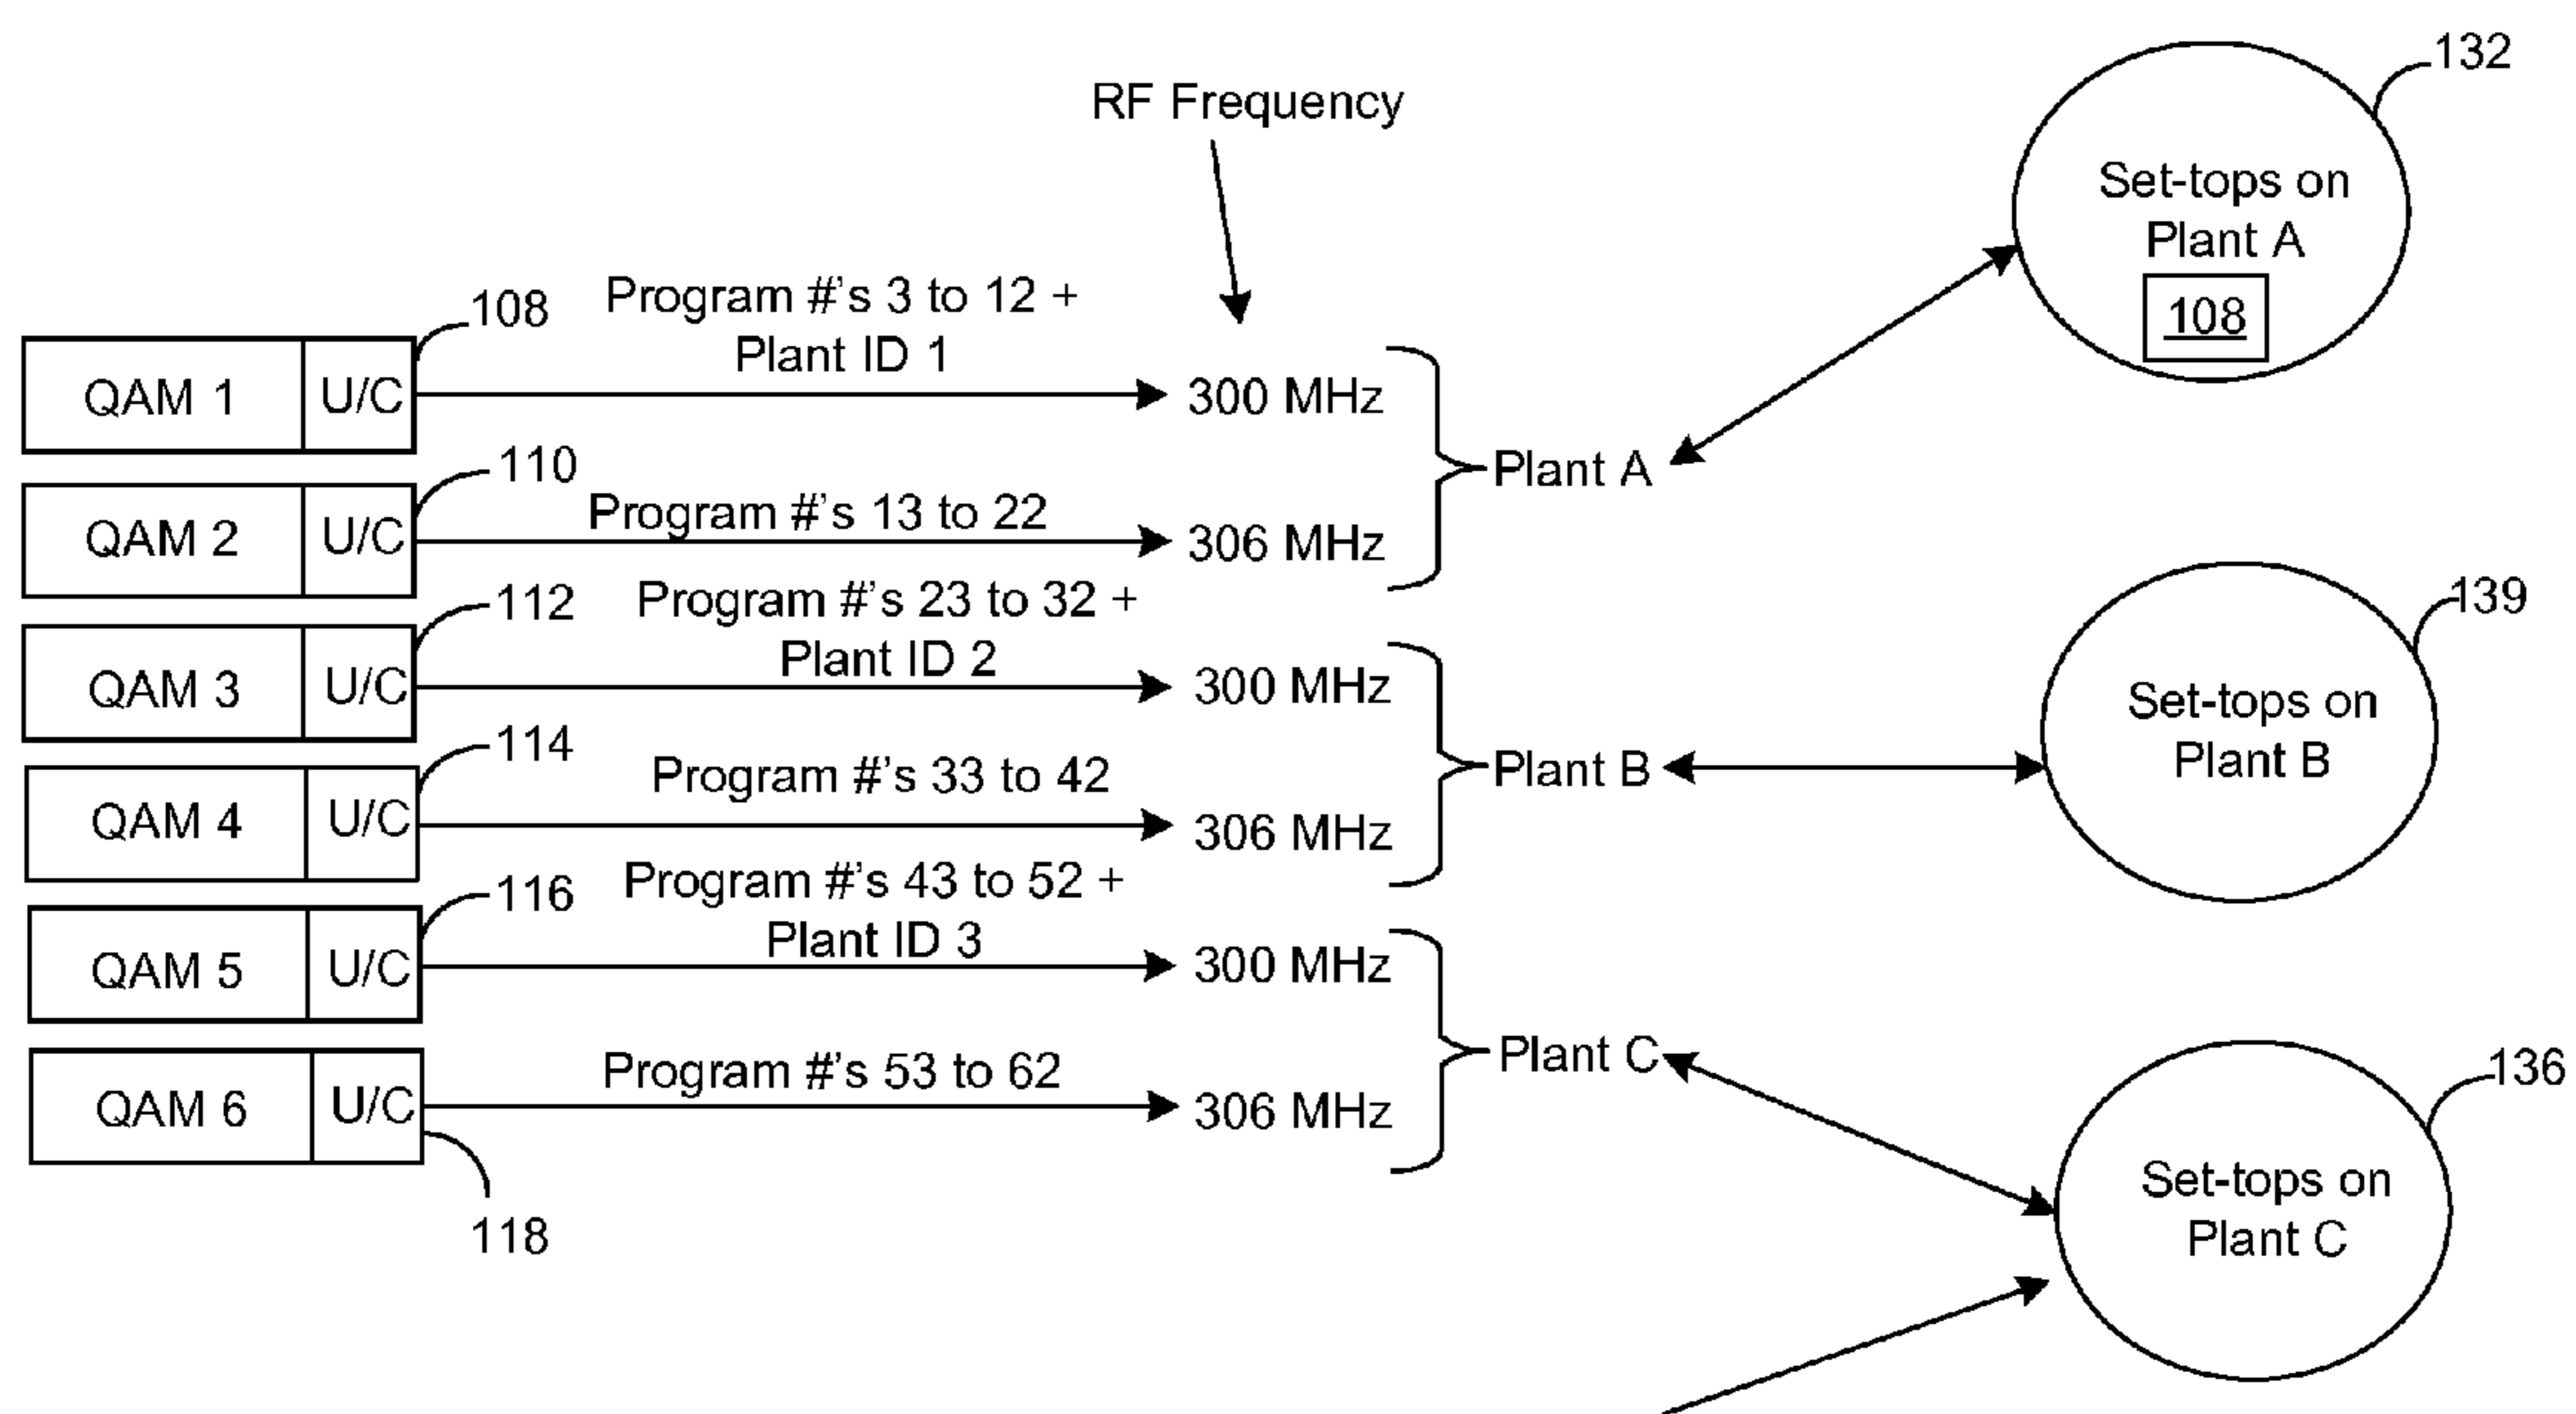 RF Frequency
132
Set-tops on
Plant A
108
Program #'s 3 to 12 +
Plant ID 1
108
QAM 1 U/C
300 MHz
Plant A
110
Program #'s 13 to 22
QAM 2 U/C
306 MHz
112
Program #'s 23 to 32 +
Plant ID 2
QAM 3 U/C
300 MHz
139
Set-tops on
Plant B
Plant B
114
Program #'s 33 to 42
QAM 4 U/C
306 MHz
116
Program #'s 43 to 52 +
Plant ID 3
QAM 5 U/C
300 MHz
Plant C
Program #'s 53 to 62
QAM 6 U/C
306 MHz
118
136
Set-tops on
Plant C